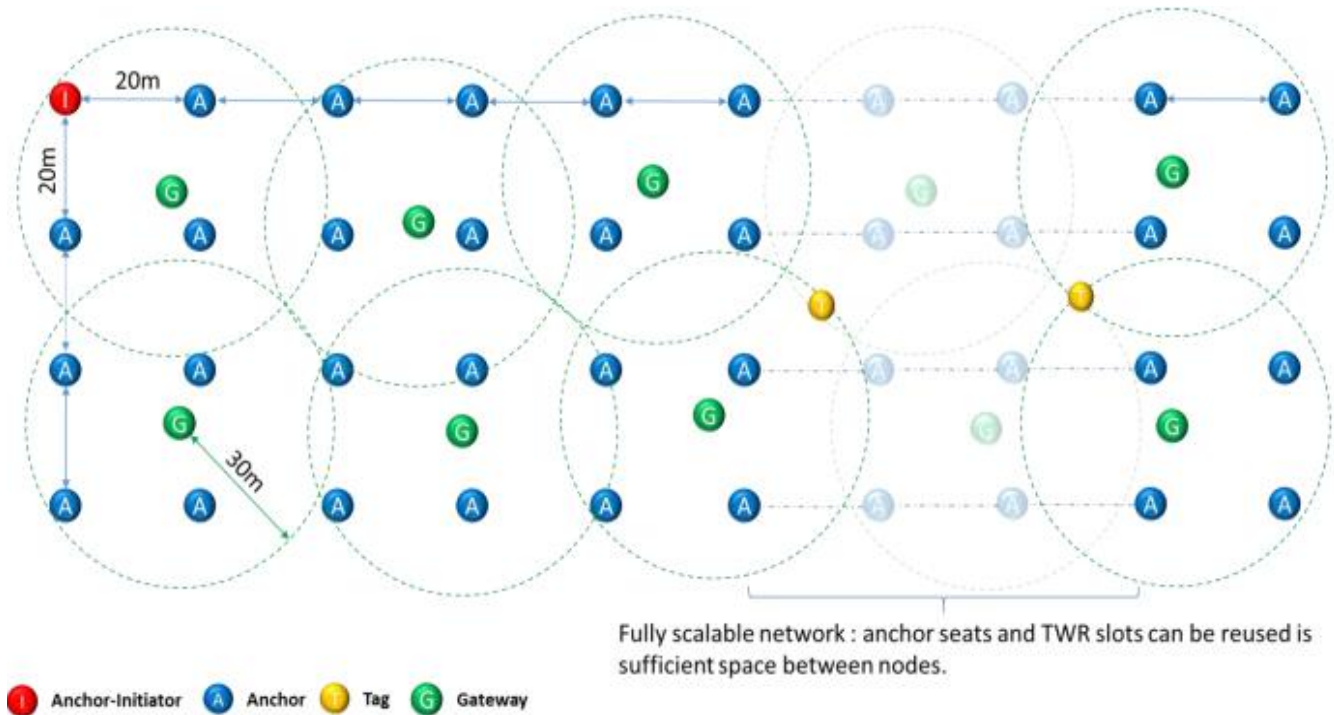 20m
I A A A A A A A A A
20m
G G G G G
A A A A A A A A A A
T T
A A A A A A A A A A
G G G G G
30m
A A A A A A A A A A
Fully scalable network : anchor seats and TWR slots can be reused is
sufficient space between nodes.
I Anchor-Initiator A Anchor T Tag G Gateway